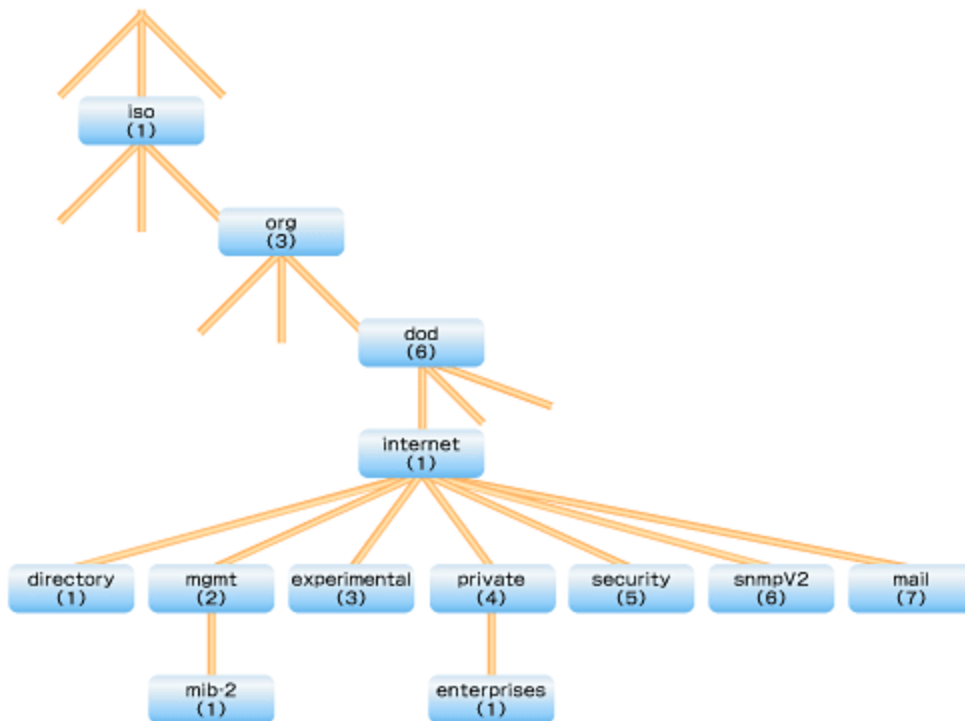 iso
(1)
org
(3)
dod
(6)
internet
(1)
directory
(1)
mgmt
(2)
experimental
(3)
private
(4)
security
(5)
snmpV2
(6)
mail
(7)
mib-2
(1)
enterprises
(1)